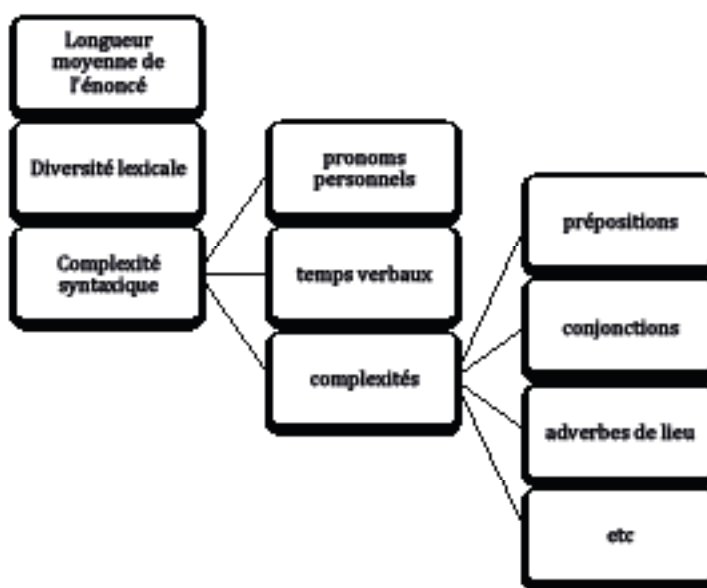 Longueur
moyenne de
l'énoncé
Diversité lexicale
Complexité
syntaxique
pronoms
personnels
temps verbaux
complexités
prépositions
conjonctions
adverbes de lieu
etc